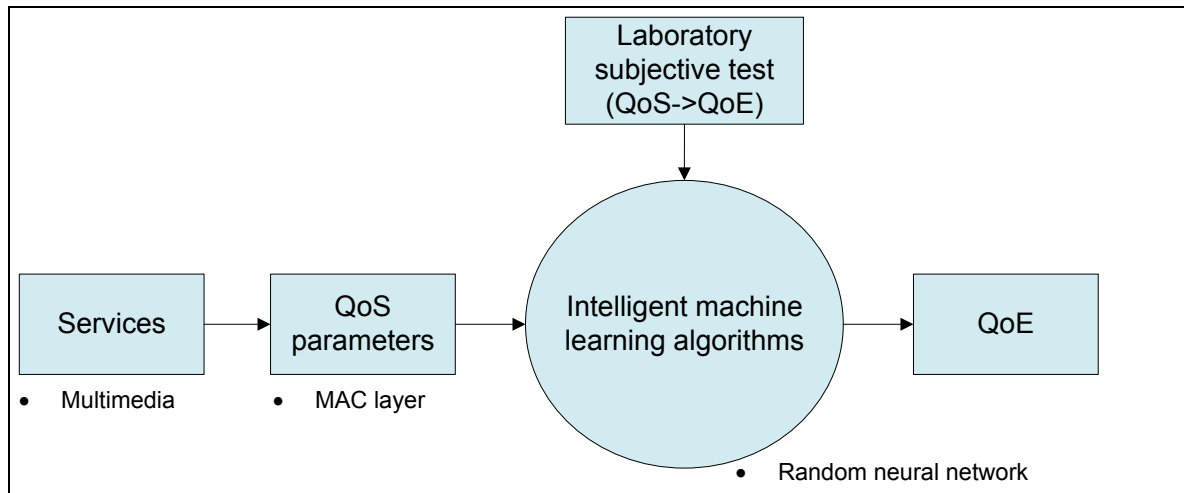 Laboratory
subjective test
(QoS->QoE)
Services
QoS
parameters
Intelligent machine
learning algorithms
QoE
• Multimedia
• MAC layer
• Random neural network